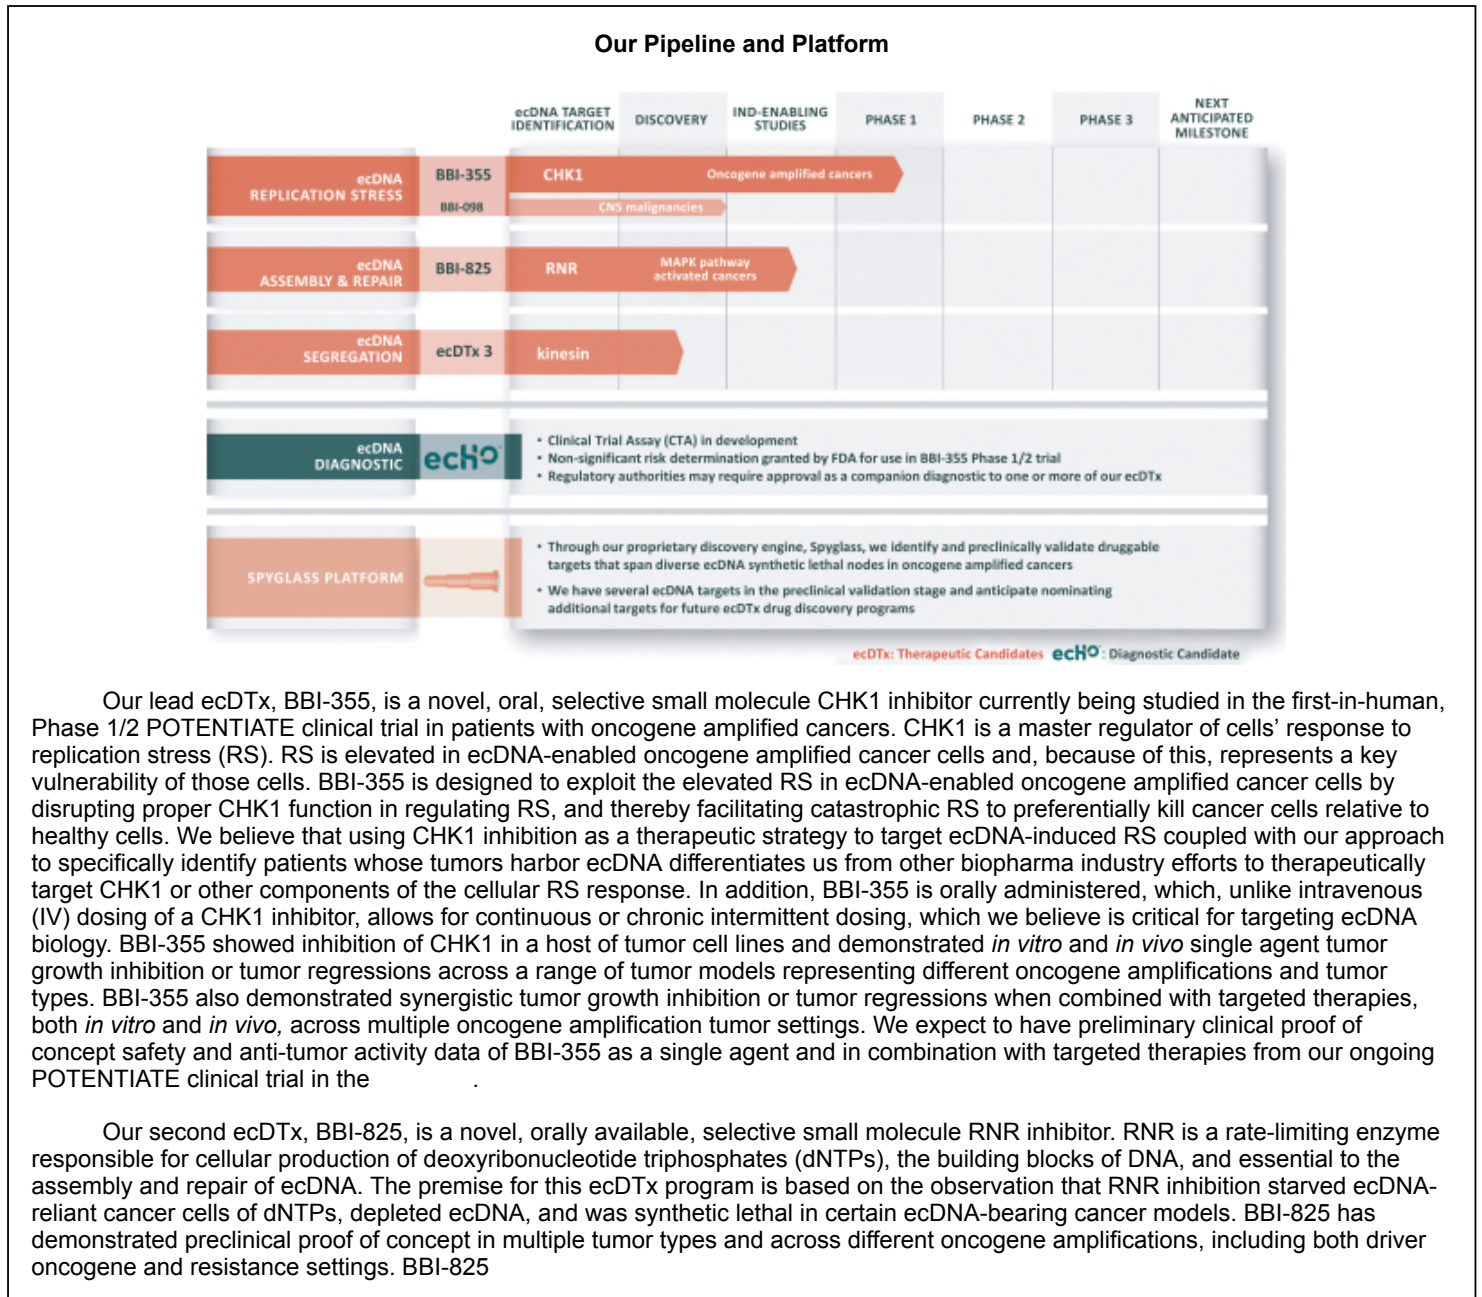 Our Pipeline and Platform
ecDNA TARGET IDENTIFICATION
DISCOVERY
IND-ENABLING STUDIES
PHASE 1
PHASE 2
PHASE 3
NEXT ANTICIPATED MILESTONE
ecDNA
REPLICATION STRESS
BBI-355
CHK1
Oncogene amplified cancers
BBI-098
CNS malignancies
ecDNA
ASSEMBLY & REPAIR
BBI-825
RNR
MAPK pathway
activated cancers
ecDNA
SEGREGATION
ecDTx 3
kinesin
ecDNA
DIAGNOSTIC
ecHO
• Clinical Trial Assay (CTA) in development
• Non-significant risk determination granted by FDA for use in BBI-355 Phase 1/2 trial
• Regulatory authorities may require approval as a companion diagnostic to one or more of our ecDTx
SPYGLASS PLATFORM
• Through our proprietary discovery engine, Spyglass, we identify and preclinically validate druggable
targets that span diverse ecDNA synthetic lethal nodes in oncogene amplified cancers
• We have several ecDNA targets in the preclinical validation stage and anticipate nominating
additional targets for future ecDTx drug discovery programs
ecDTx: Therapeutic Candidates ecHO: Diagnostic Candidate
Our lead ecDTx, BBI-355, is a novel, oral, selective small molecule CHK1 inhibitor currently being studied in the first-in-human,
Phase 1/2 POTENTIATE clinical trial in patients with oncogene amplified cancers. CHK1 is a master regulator of cells’ response to
replication stress (RS). RS is elevated in ecDNA-enabled oncogene amplified cancer cells and, because of this, represents a key
vulnerability of those cells. BBI-355 is designed to exploit the elevated RS in ecDNA-enabled oncogene amplified cancer cells by
disrupting proper CHK1 function in regulating RS, and thereby facilitating catastrophic RS to preferentially kill cancer cells relative to
healthy cells. We believe that using CHK1 inhibition as a therapeutic strategy to target ecDNA-induced RS coupled with our approach
to specifically identify patients whose tumors harbor ecDNA differentiates us from other biopharma industry efforts to therapeutically
target CHK1 or other components of the cellular RS response. In addition, BBI-355 is orally administered, which, unlike intravenous
(IV) dosing of a CHK1 inhibitor, allows for continuous or chronic intermittent dosing, which we believe is critical for targeting ecDNA
biology. BBI-355 showed inhibition of CHK1 in a host of tumor cell lines and demonstrated in vitro and in vivo single agent tumor
growth inhibition or tumor regressions across a range of tumor models representing different oncogene amplifications and tumor
types. BBI-355 also demonstrated synergistic tumor growth inhibition or tumor regressions when combined with targeted therapies,
both in vitro and in vivo, across multiple oncogene amplification tumor settings. We expect to have preliminary clinical proof of
concept safety and anti-tumor activity data of BBI-355 as a single agent and in combination with targeted therapies from our ongoing
POTENTIATE clinical trial in the .
Our second ecDTx, BBI-825, is a novel, orally available, selective small molecule RNR inhibitor. RNR is a rate-limiting enzyme
responsible for cellular production of deoxyribonucleotide triphosphates (dNTPs), the building blocks of DNA, and essential to the
assembly and repair of ecDNA. The premise for this ecDTx program is based on the observation that RNR inhibition starved ecDNA-
reliant cancer cells of dNTPs, depleted ecDNA, and was synthetic lethal in certain ecDNA-bearing cancer models. BBI-825 has
demonstrated preclinical proof of concept in multiple tumor types and across different oncogene amplifications, including both driver
oncogene and resistance settings. BBI-825